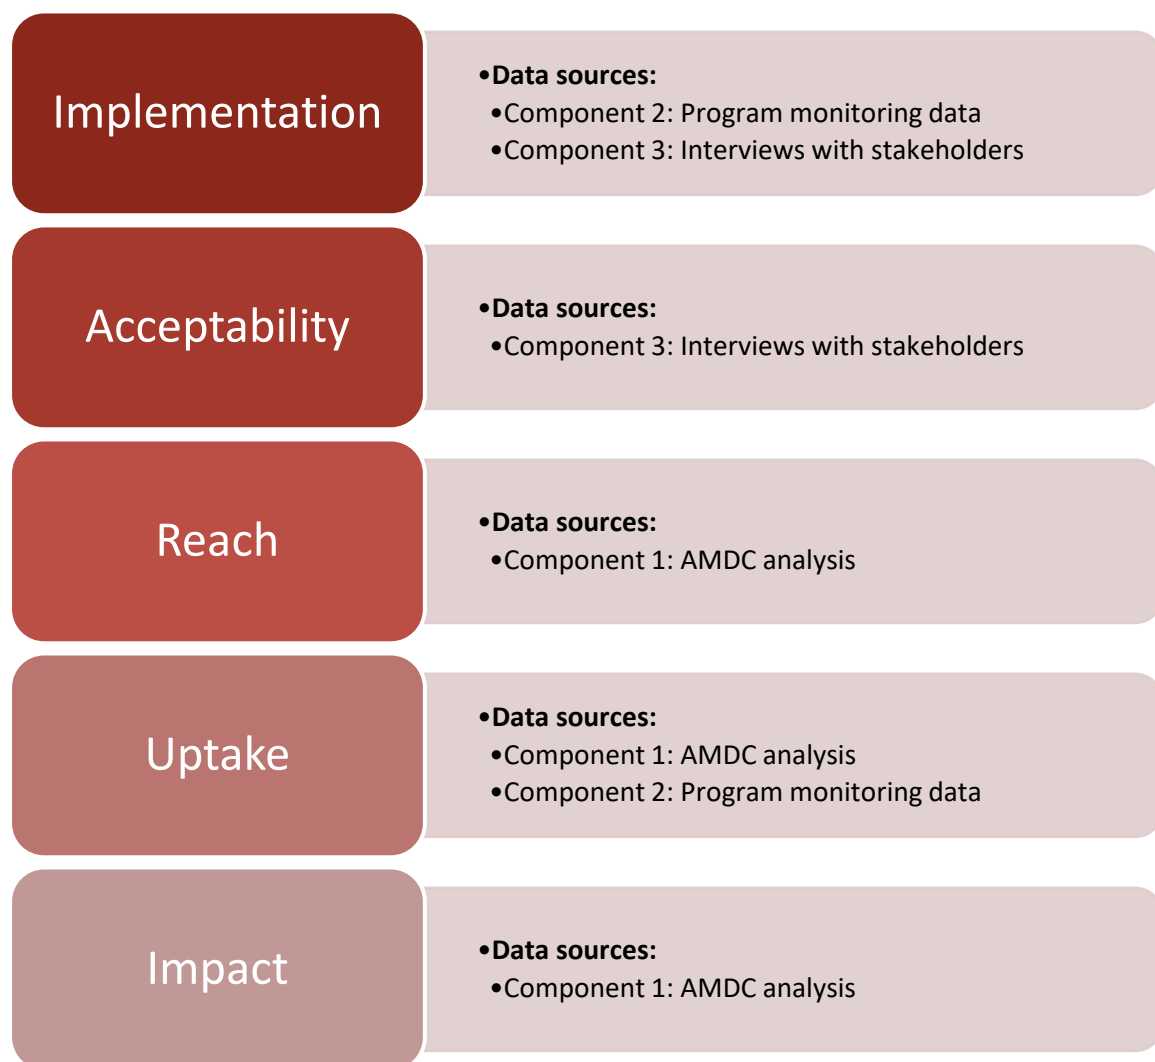 Implementation
•Data sources:
•Component 2: Program monitoring data
•Component 3: Interviews with stakeholders
Acceptability
•Data sources:
•Component 3: Interviews with stakeholders
Reach
•Data sources:
•Component 1: AMDC analysis
Uptake
•Data sources:
•Component 1: AMDC analysis
•Component 2: Program monitoring data
Impact
•Data sources:
•Component 1: AMDC analysis